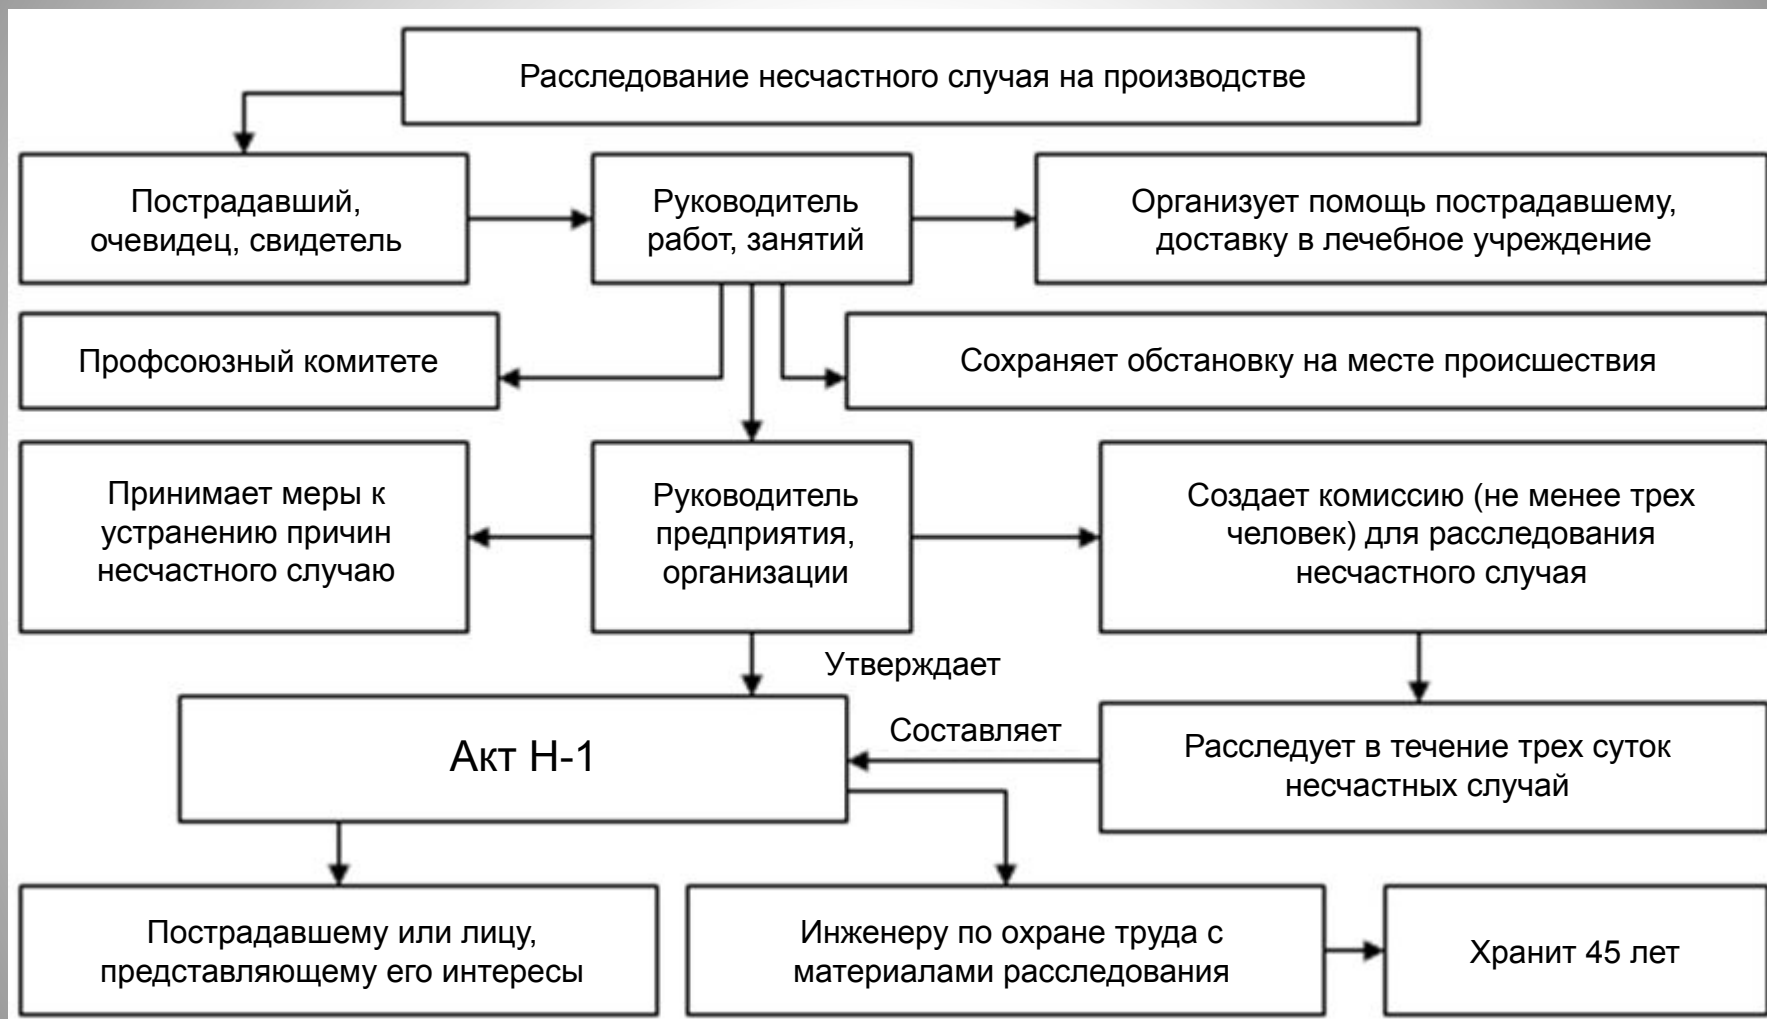 Расследование несчастного случая на производстве
Пострадавший,
очевидец, свидетель
Руководитель
работ, занятий
Организует помощь пострадавшему,
доставку в лечебное учреждение
Профсоюзный комитете
Сохраняет обстановку на месте происшествия
Принимает меры к
устранению причин
несчастного случаю
Руководитель
предприятия,
организации
Создает комиссию (не менее трех
человек) для расследования
несчастного случая
Утверждает
Акт Н-1
Составляет
Расследует в течение трех суток
несчастных случай
Пострадавшему или лицу,
представляющему его интересы
Инженеру по охране труда с
материалами расследования
Хранит 45 лет